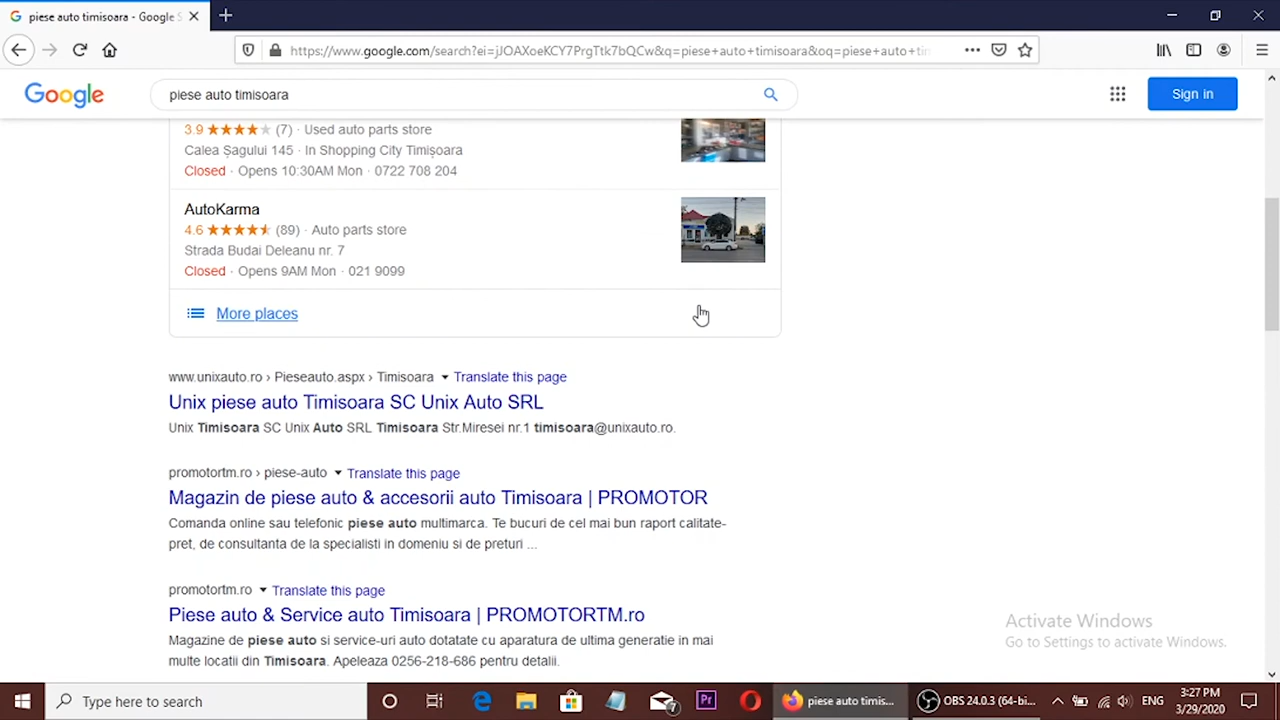 piese auto timisoara - Google S
https://www.google.com/search?ei=jJOAXoeKCY7PrgTtk7bQCw&q=piese+auto+timisoara&oq=piese+auto+tim
Google
piese auto timisoara
Sign in
3.9 ★★★★★ (7) · Used auto parts store
Calea Șagului 145 · In Shopping City Timișoara
Closed · Opens 10:30AM Mon · 0722 708 204
AutoKarma
4.6 ★★★★★ (89) · Auto parts store
Strada Budai Deleanu nr. 7
Closed · Opens 9AM Mon · 021 9099
More places
www.unixauto.ro › Pieseauto.aspx › Timisoara ▾ Translate this page
Unix piese auto Timisoara SC Unix Auto SRL
Unix Timisoara SC Unix Auto SRL Timisoara Str.Miresei nr.1 timisoara@unixauto.ro.
promotortm.ro › piese-auto ▾ Translate this page
Magazin de piese auto & accesorii auto Timisoara | PROMOTOR
Comanda online sau telefonic piese auto multimarca. Te bucuri de cel mai bun raport calitate-
pret, de consultanta de la specialisti in domeniu si de preturi ...
promotortm.ro ▾ Translate this page
Piese auto & Service auto Timisoara | PROMOTORTM.ro
Magazine de piese auto si service-uri auto dotatate cu aparatura de ultima generatie in mai
multe locatii din Timisoara. Apeleaza 0256-218-686 pentru detalii.
Activate Windows
Go to Settings to activate Windows.
Type here to search
7
Pr
piese auto timis...
OBS 24.0.3 (64-bi...
ENG
3:27 PM
3/29/2020